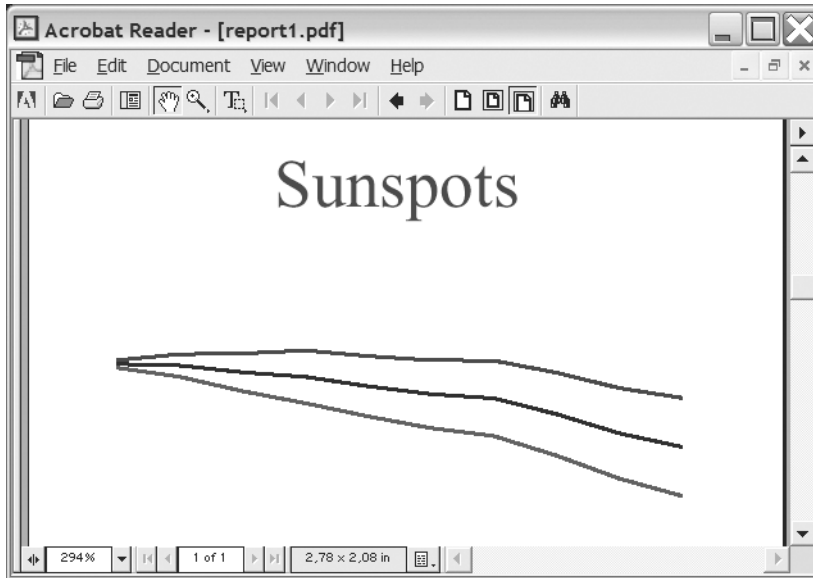 Acrobat Reader - [report1.pdf]
File Edit Document View Window Help
Sunspots
294% 1 of 1 2,78 x 2,08 in